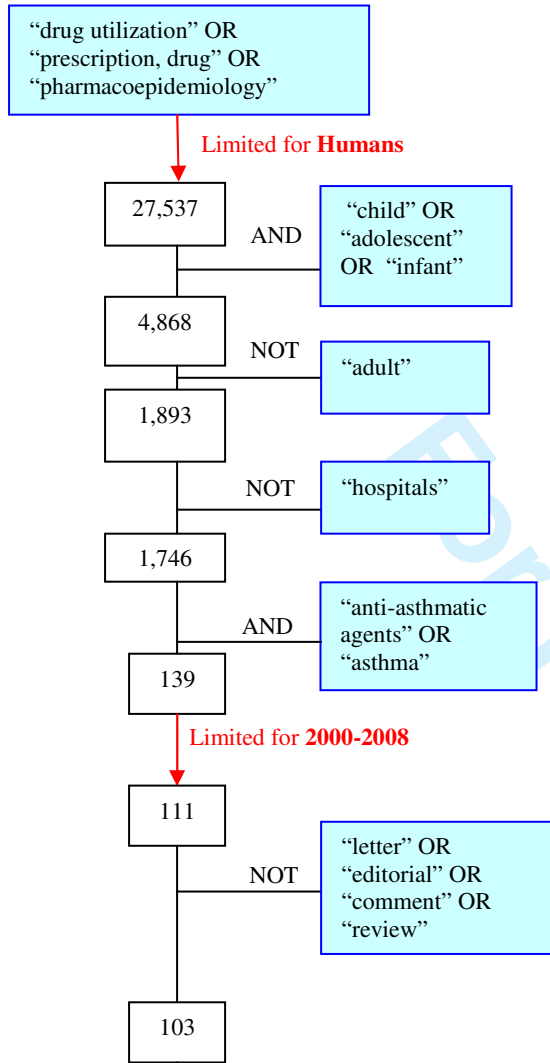 “drug utilization” OR
“prescription, drug” OR
“pharmacoepidemiology”
Limited for Humans
27,537
AND
“child” OR
“adolescent”
OR “infant”
4,868
NOT
“adult”
1,893
NOT
“hospitals”
1,746
AND
“anti-asthmatic
agents” OR
“asthma”
139
Limited for 2000-2008
111
NOT
“letter” OR
“editorial” OR
“comment” OR
“review”
103
For